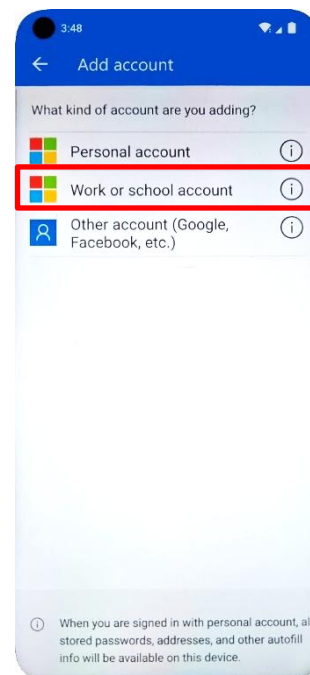 3:48
Add account
What kind of account are you adding?
Personal account
Work or school account
Other account (Google,
Facebook, etc.)
When you are signed in with personal account, al
stored passwords, addresses, and other autofill
info will be available on this device.